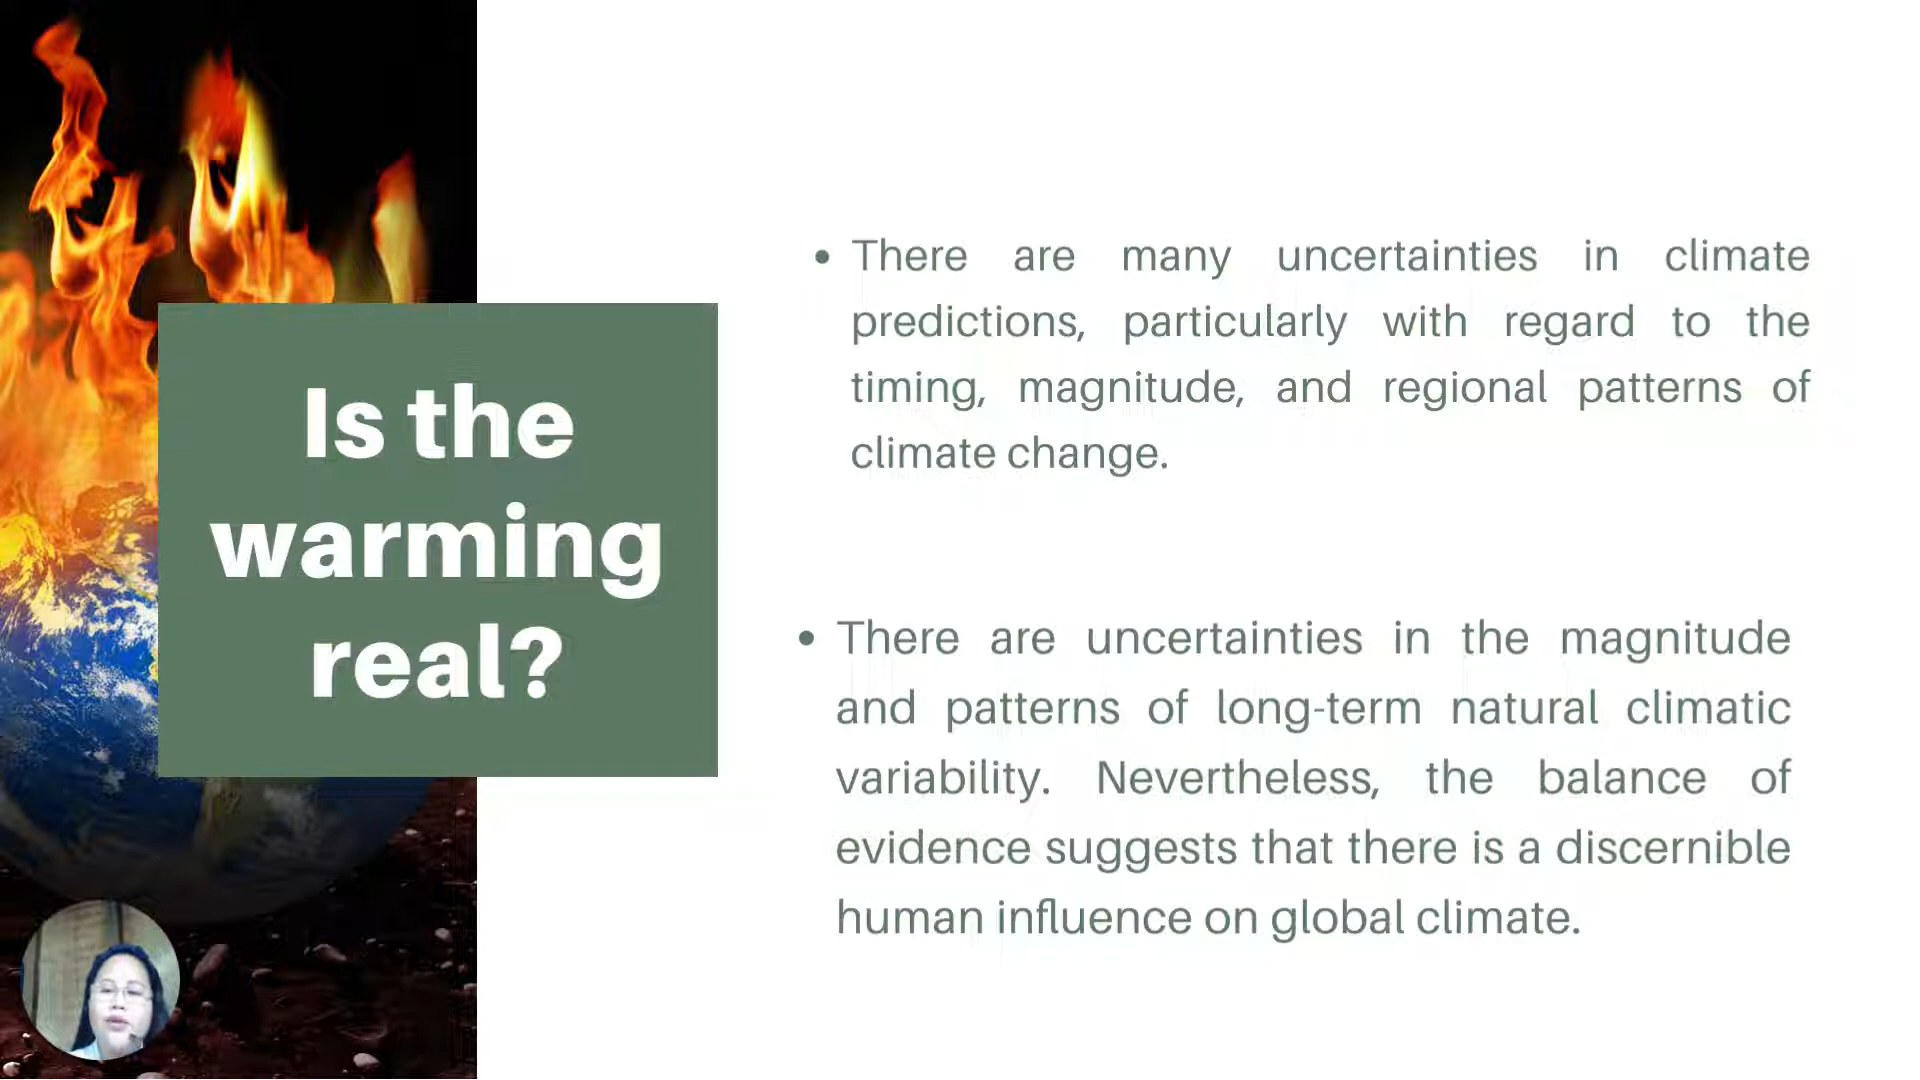 Is the
warming
real?
• There are many uncertainties in climate
predictions, particularly with regard to the
timing, magnitude, and regional patterns of
climate change.
• There are uncertainties in the magnitude
and patterns of long-term natural climatic
variability. Nevertheless, the balance of
evidence suggests that there is a discernible
human influence on global climate.